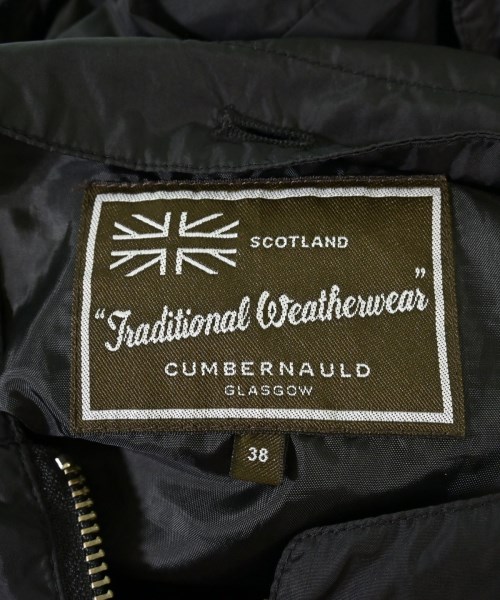 SCOTLAND
"Traditional Weatherwear"
CUMBERNAULD
GLASGOW
38